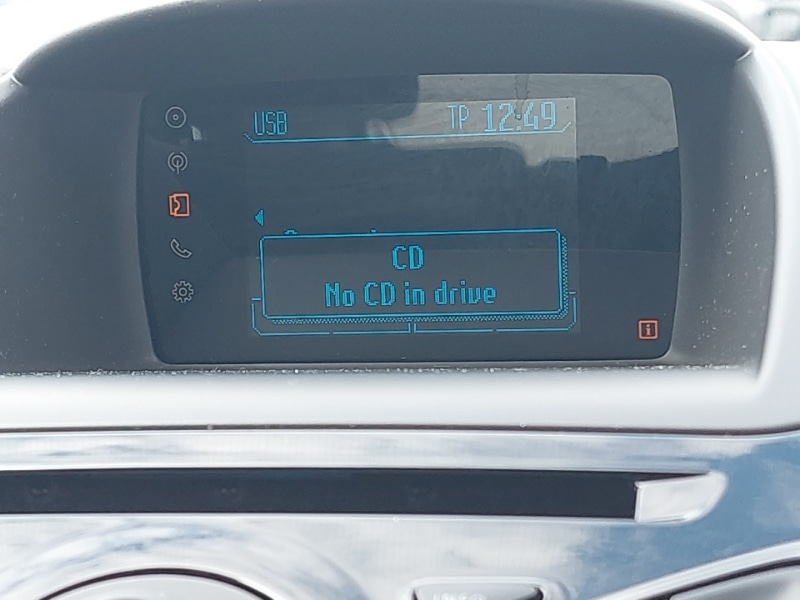 USB TP 12:49
CD
No CD in drive
i